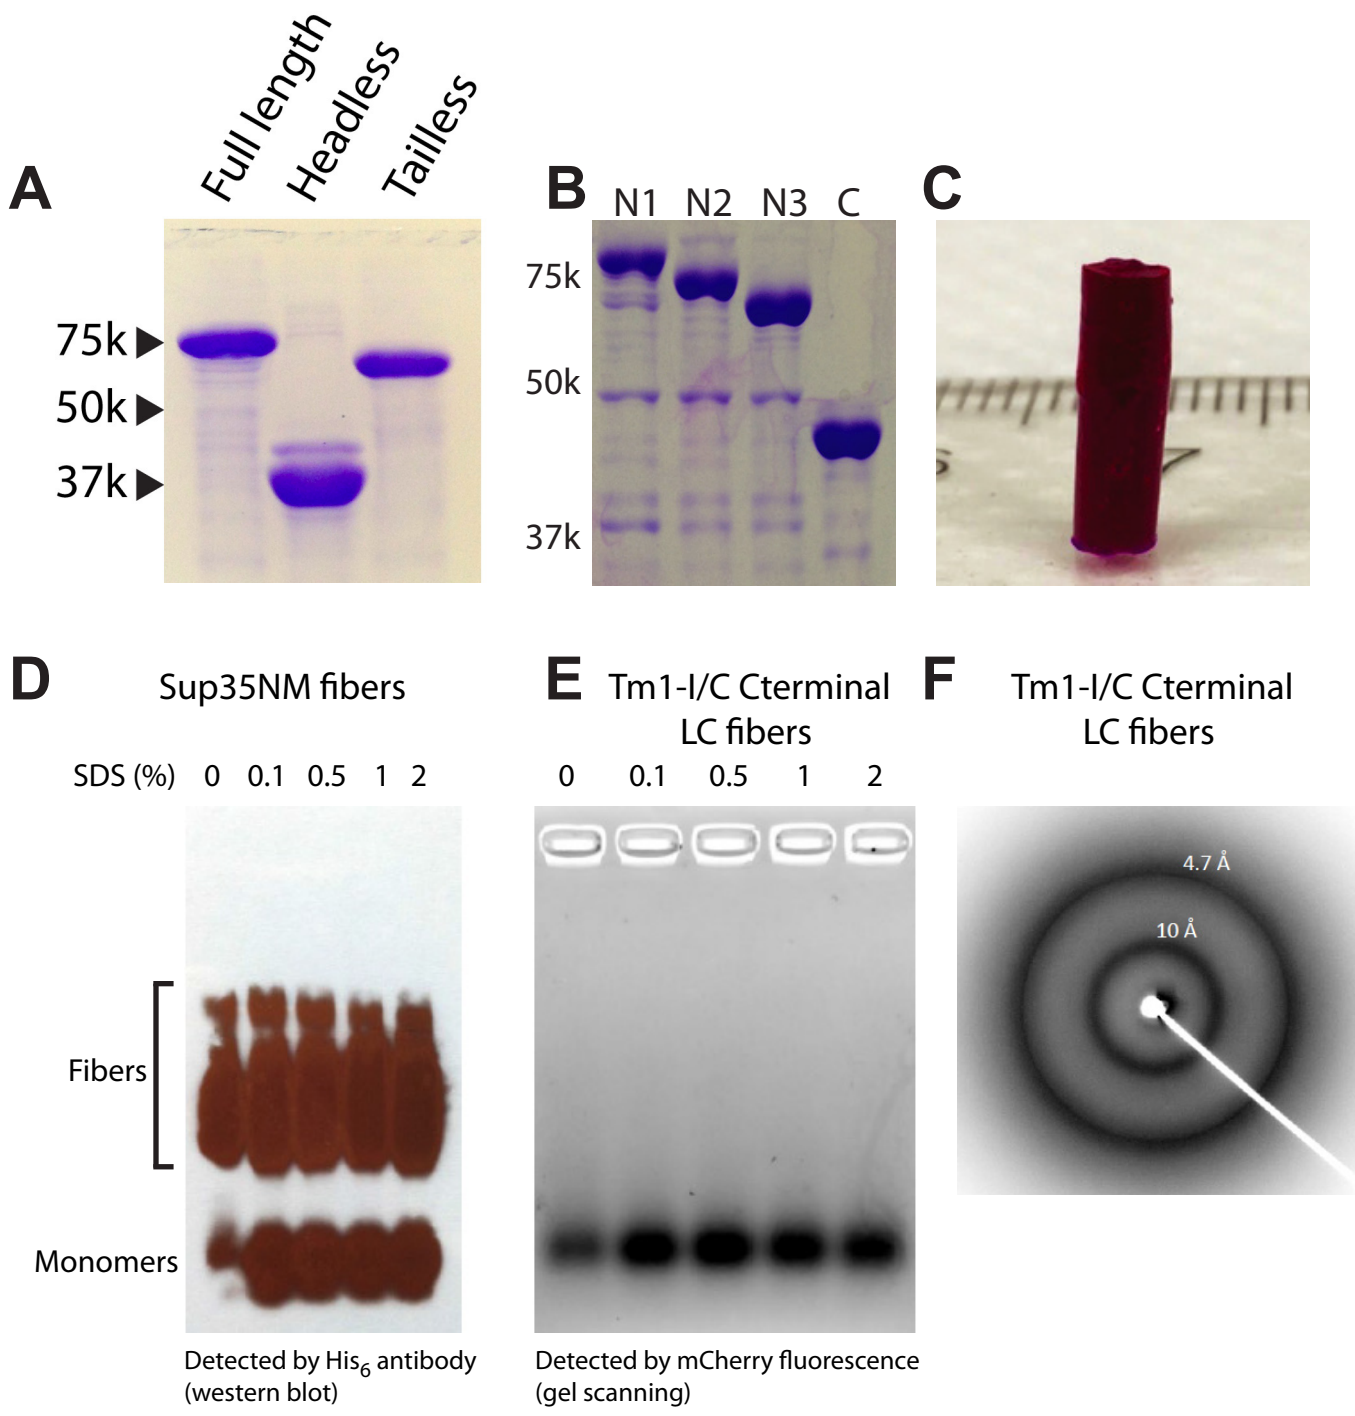 A
Full length
Headless
Tailless
75k
50k
37k
B
N1 N2 N3 C
75k
50k
37k
C
7
D
Sup35NM fibers
SDS (%) 0 0.1 0.5 1 2
Fibers
Monomers
Detected by His6 antibody
(western blot)
E
Tm1-I/C Cterminal
LC fibers
0 0.1 0.5 1 2
Detected by mCherry fluorescence
(gel scanning)
F
Tm1-I/C Cterminal
LC fibers
4.7 Å
10 Å